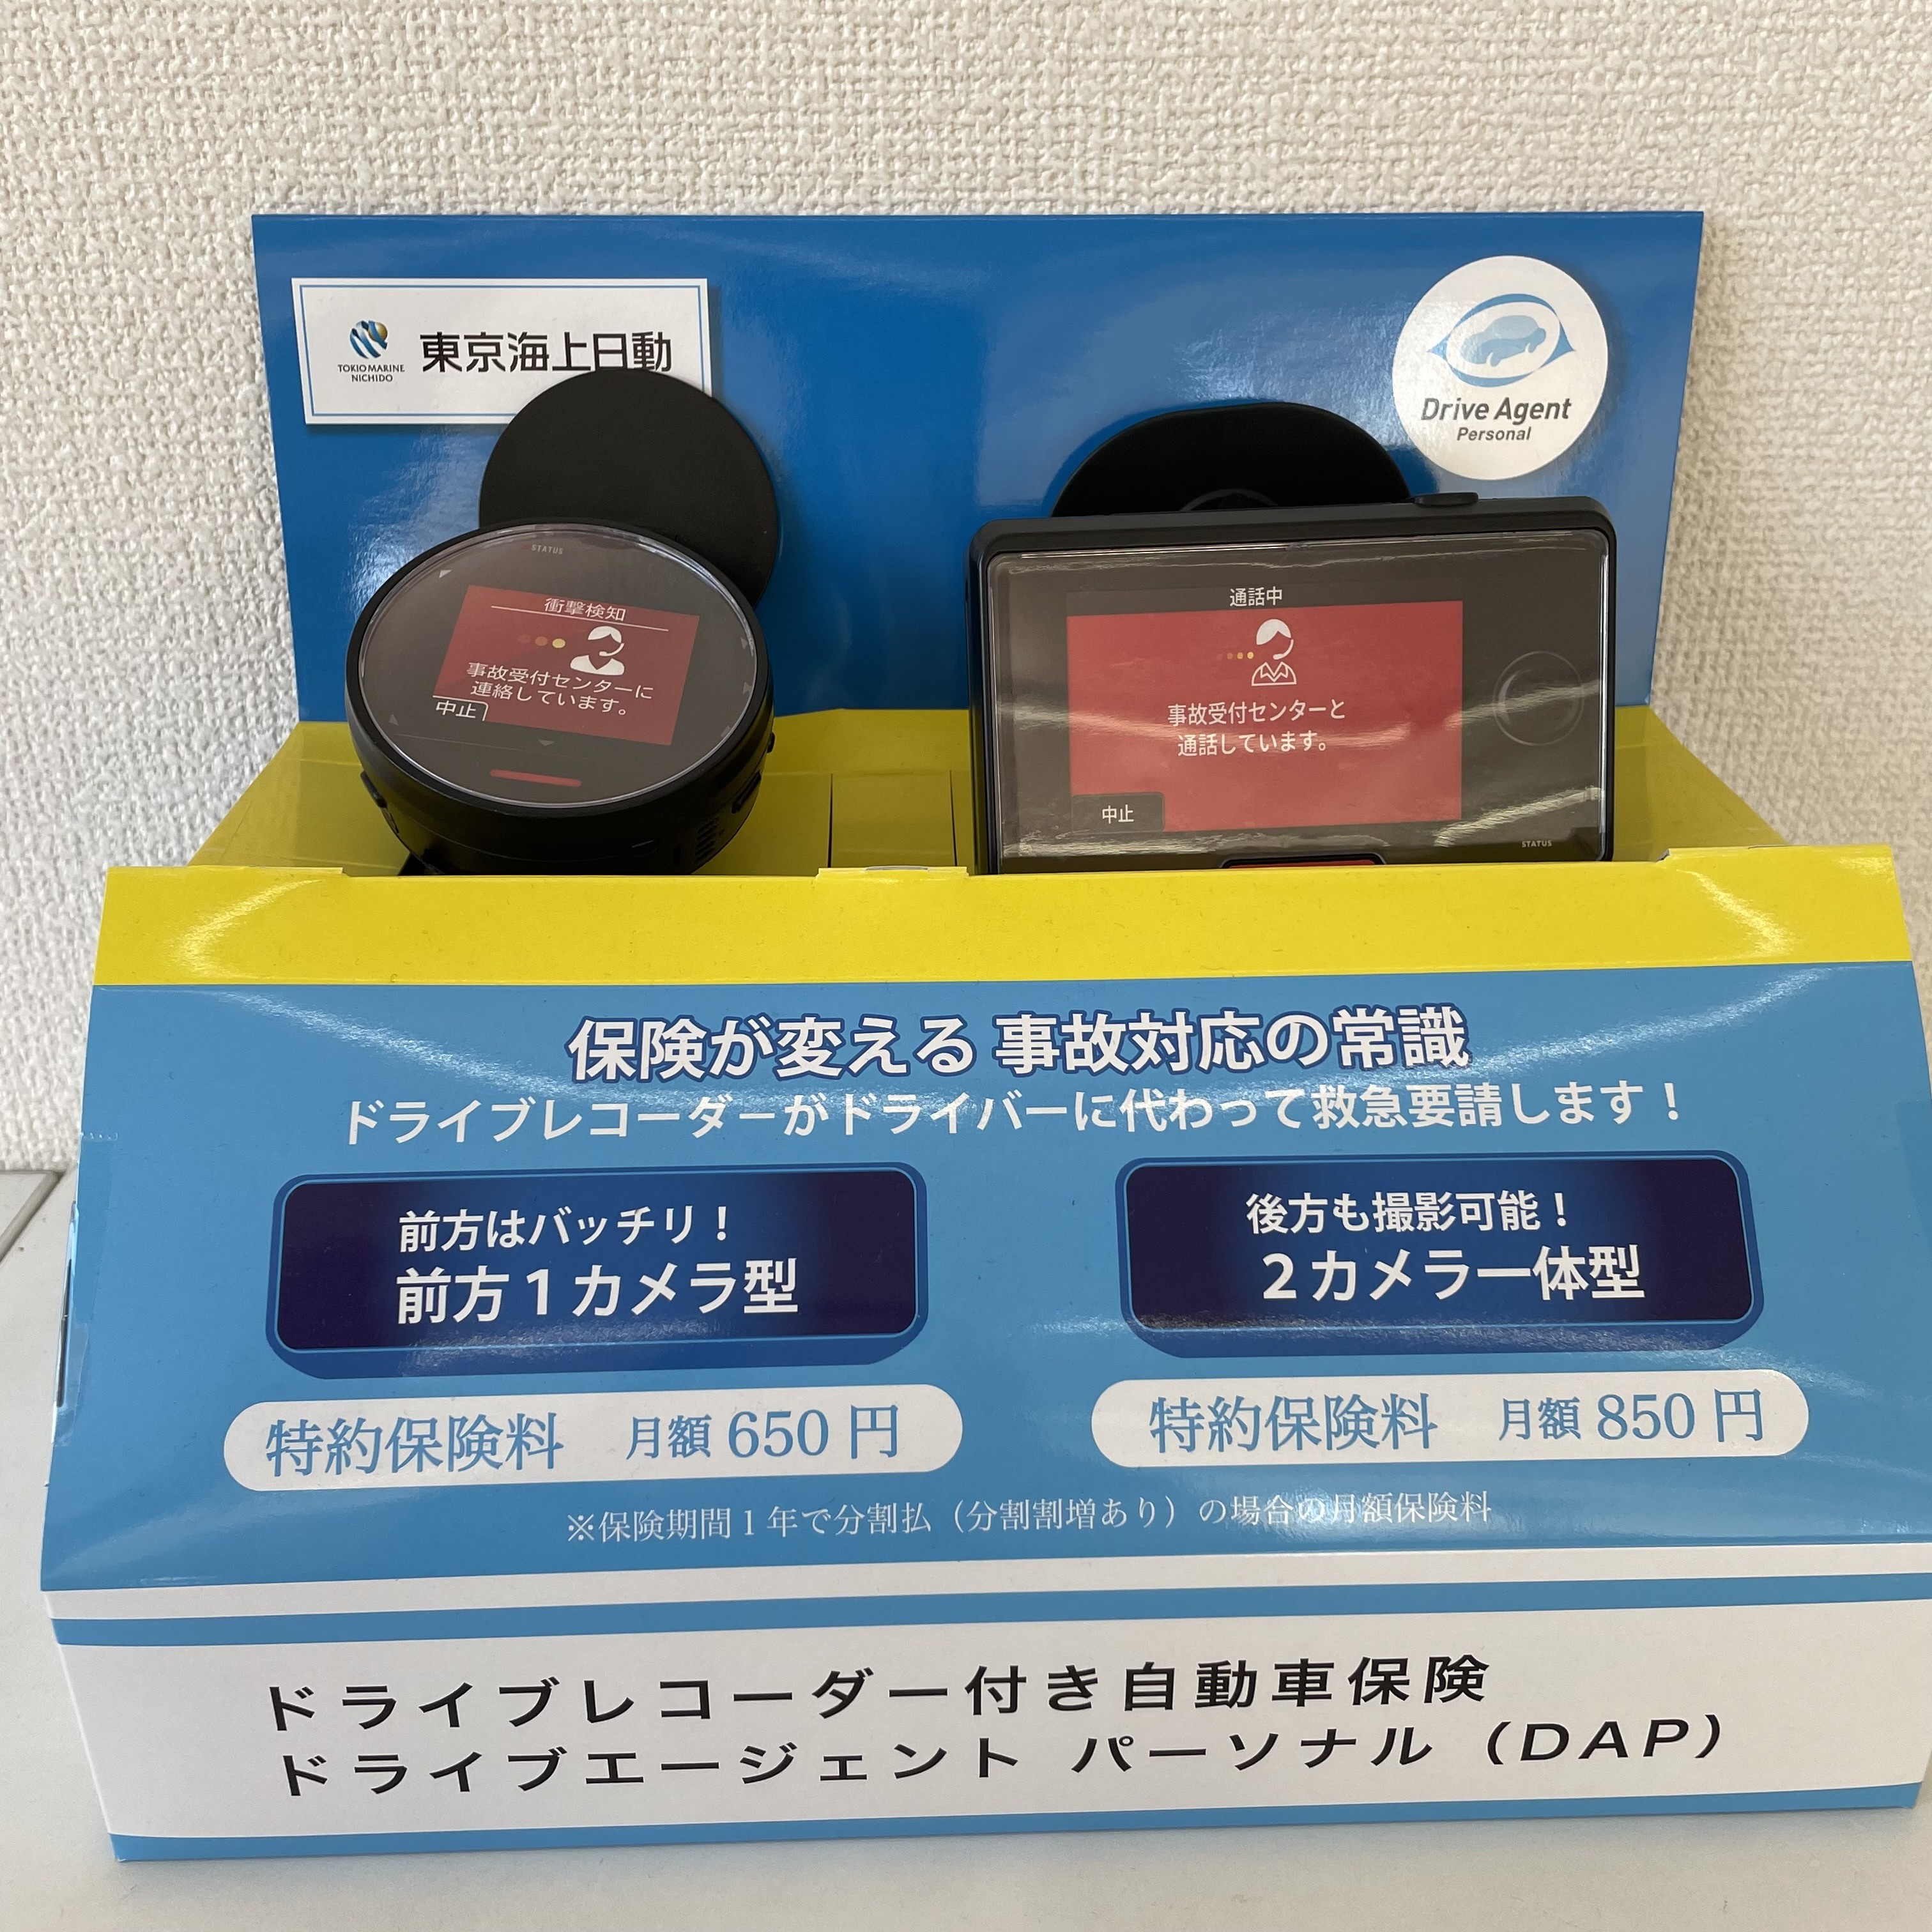 TOKIO MARINE
NICHIDO
東京海上日動
Drive Agent
Personal
STATUS
衝撃検知
事故受付センターに
連絡しています。
中止
通話中
事故受付センターと
通話しています。
中止
STATUS
保険が変える 事故対応の常識
ドライブレコーダーがドライバーに代わって救急要請します！
前方はバッチリ！
前方1カメラ型
後方も撮影可能！
2カメラ一体型
特約保険料 月額 650 円
特約保険料 月額 850 円
※保険期間1年で分割払（分割割増あり）の場合の月額保険料
ドライブレコーダー付き自動車保険
ドライブエージェント パーソナル（DAP）